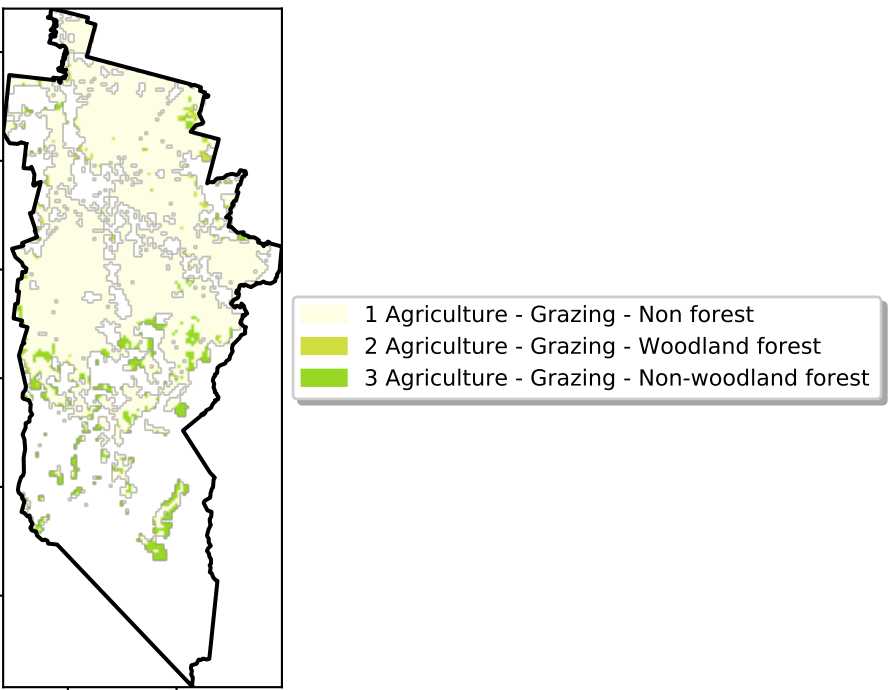 1 Agriculture - Grazing - Non forest
2 Agriculture - Grazing - Woodland forest
3 Agriculture - Grazing - Non-woodland forest